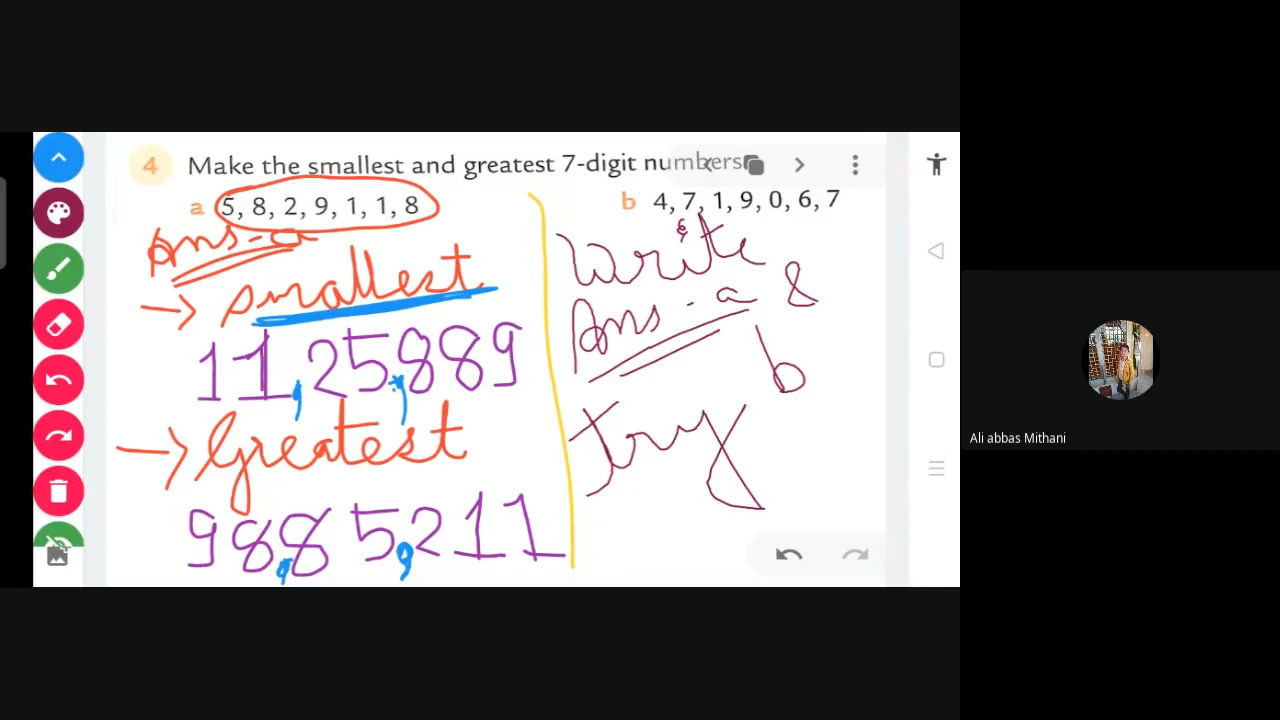 4 Make the smallest and greatest 7-digit numbers
a 5, 8, 2, 9, 1, 1, 8
Ans - a
→ smallest
11,25,889
→ Greatest
98,85,211
b 4, 7, 1, 9, 0, 6, 7
Write
Ans - a &
b
try
Ali abbas Mithani